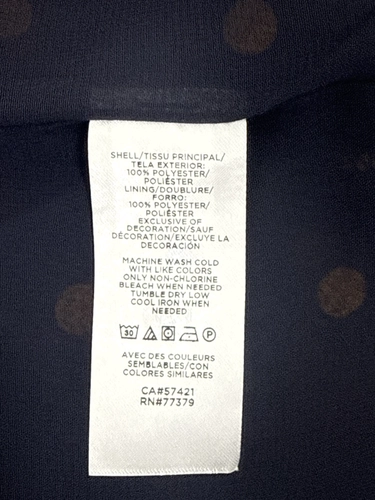 SHELL/TISSU PRINCIPAL/
TELA EXTERIOR:
100% POLYESTER/
POLIÉSTER
LINING/DOUBLURE/
FORRO:
100% POLYESTER/
POLIÉSTER
EXCLUSIVE OF
DECORATION/SAUF
DÉCORATION/EXCLUYE LA
DECORACIÓN
MACHINE WASH COLD
WITH LIKE COLORS
ONLY NON-CHLORINE
BLEACH WHEN NEEDED
TUMBLE DRY LOW
COOL IRON WHEN
NEEDED
30 P
AVEC DES COULEURS
SEMBLABLES/CON
COLORES SIMILARES
CA#57421
RN#77379